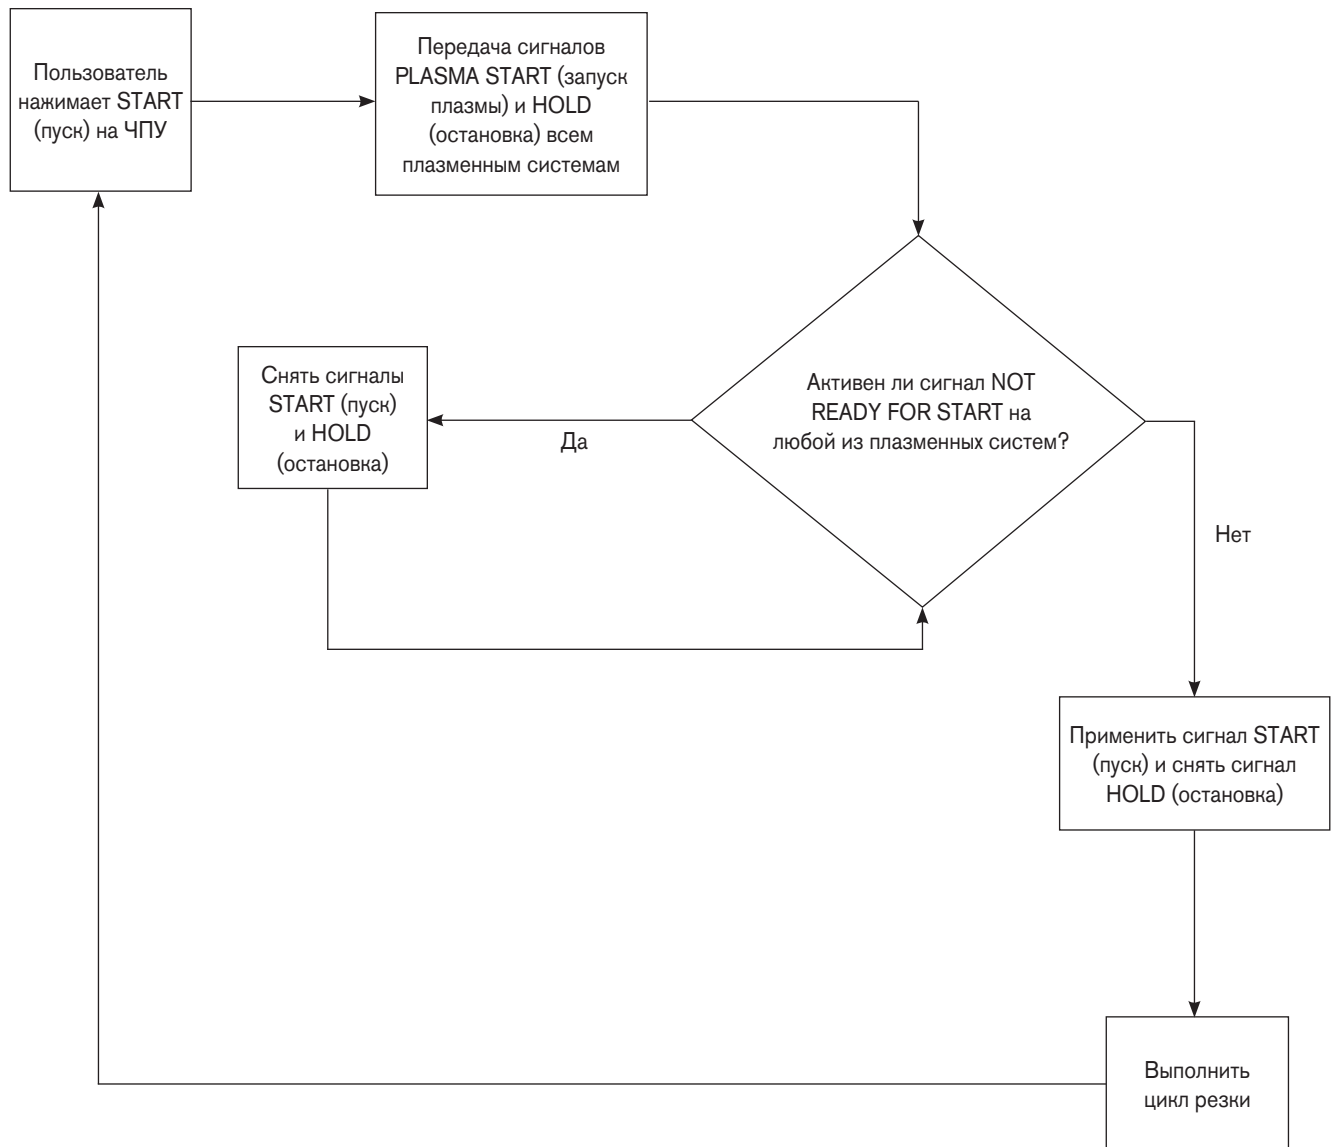 Пользователь
нажимает START
(пуск) на ЧПУ
Передача сигналов
PLASMA START (запуск
плазмы) и HOLD
(остановка) всем
плазменным системам
Активен ли сигнал NOT
READY FOR START на
любой из плазменных систем?
Да
Снять сигналы
START (пуск)
и HOLD
(остановка)
Нет
Применить сигнал START
(пуск) и снять сигнал
HOLD (остановка)
Выполнить
цикл резки